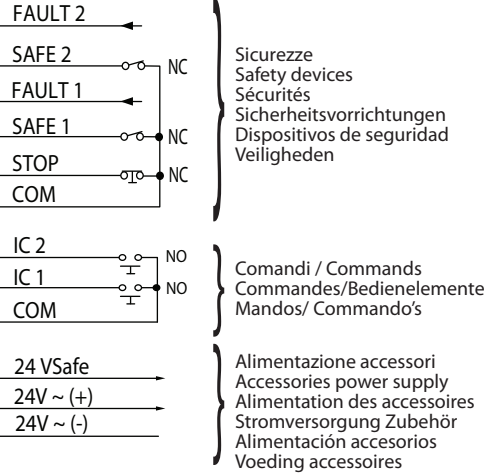 FAULT 2
SAFE 2 NC
FAULT 1
SAFE 1 NC
STOP NC
COM
Sicurezze
Safety devices
Sécurités
Sicherheitsvorrichtungen
Dispositivos de seguridad
Veiligheden
IC 2 NO
IC 1 NO
COM
Comandi / Commands
Commandes/Bedienelemente
Mandos/ Commando's
24 VSafe
24V ~ (+)
24V ~ (-)
Alimentazione accessori
Accessories power supply
Alimentation des accessoires
Stromversorgung Zubehör
Alimentación accesorios
Voeding accessoires